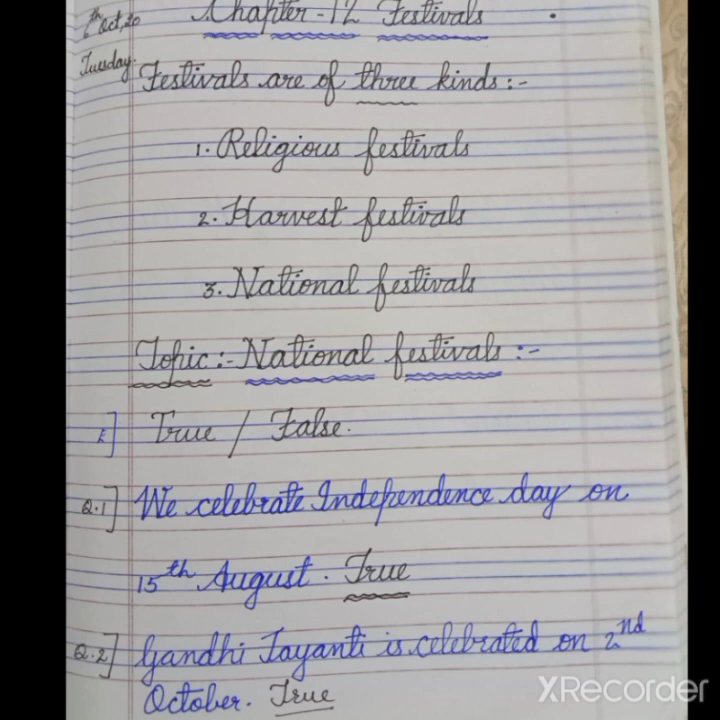 Chapter-12 Festivals
Oct, 20
Tuesday.
Festivals are of three kinds :-
1. Religious festivals
2. Harvest festivals
3. National festivals
Topic :- National festivals :-
True / False.
Q.1] We celebrate Independence day on
15th August. True
Q.2] Gandhi Jayanti is celebrated on 2nd
October. True
XRecorder